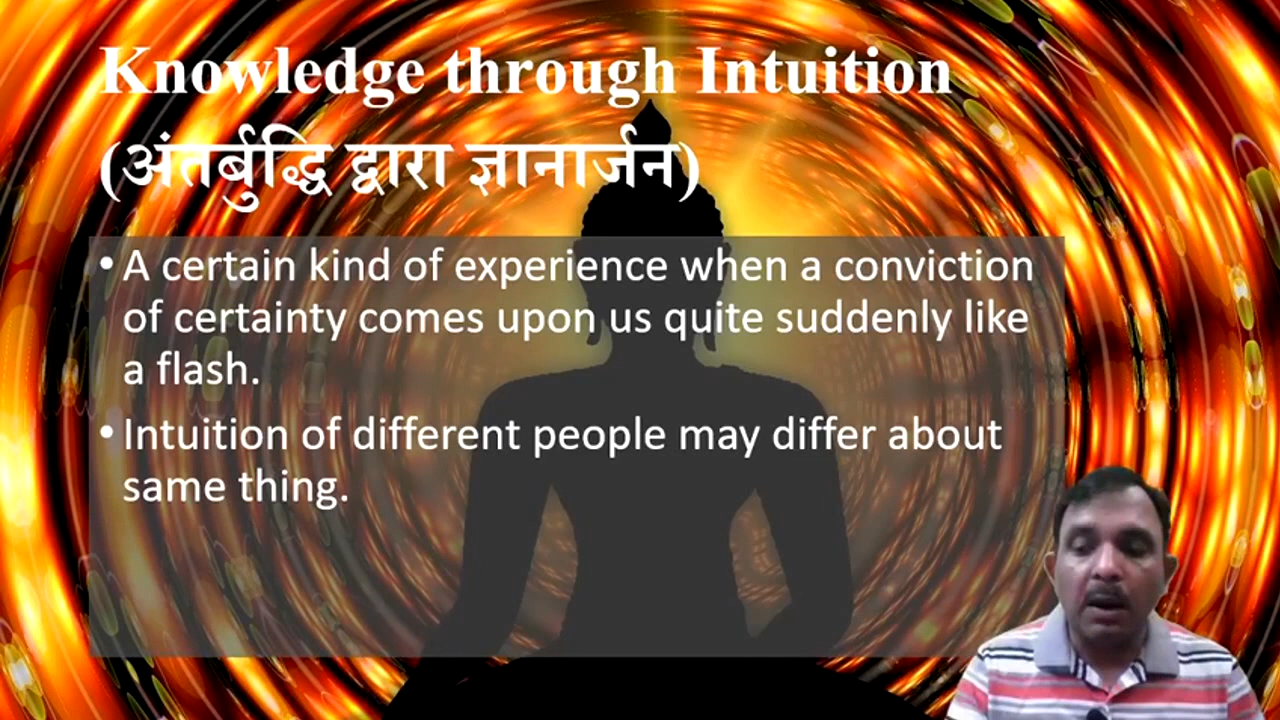 Knowledge through Intuition
(अंतर्बुद्धि द्वारा ज्ञानार्जन)
• A certain kind of experience when a conviction
of certainty comes upon us quite suddenly like
a flash.
• Intuition of different people may differ about
same thing.